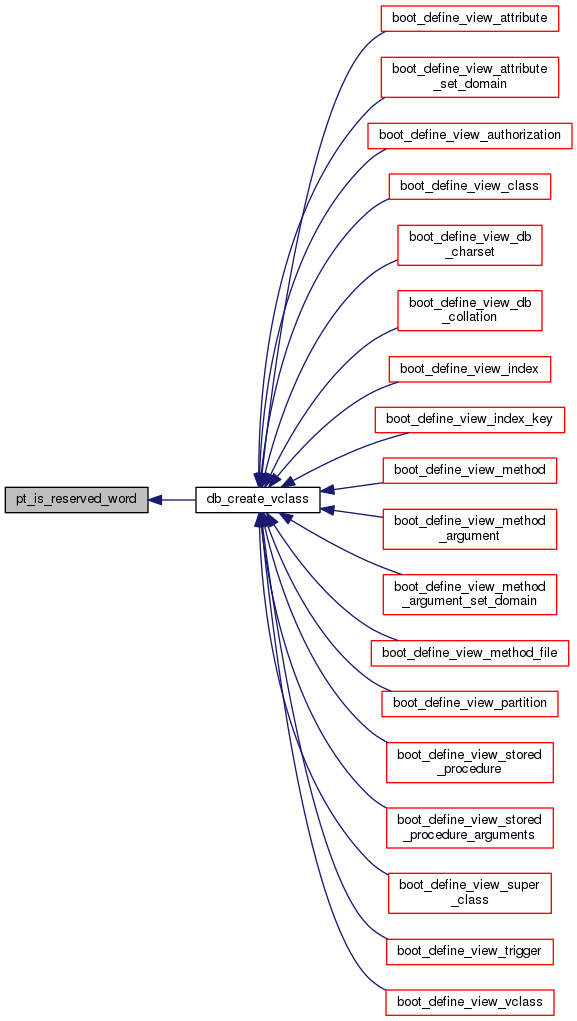 boot_define_view_attribute
boot_define_view_attribute
_set_domain
boot_define_view_authorization
boot_define_view_class
boot_define_view_db
_charset
boot_define_view_db
_collation
boot_define_view_index
boot_define_view_index_key
boot_define_view_method
pt_is_reserved_word
db_create_vclass
boot_define_view_method
_argument
boot_define_view_method
_argument_set_domain
boot_define_view_method_file
boot_define_view_partition
boot_define_view_stored
_procedure
boot_define_view_stored
_procedure_arguments
boot_define_view_super
_class
boot_define_view_trigger
boot_define_view_vclass